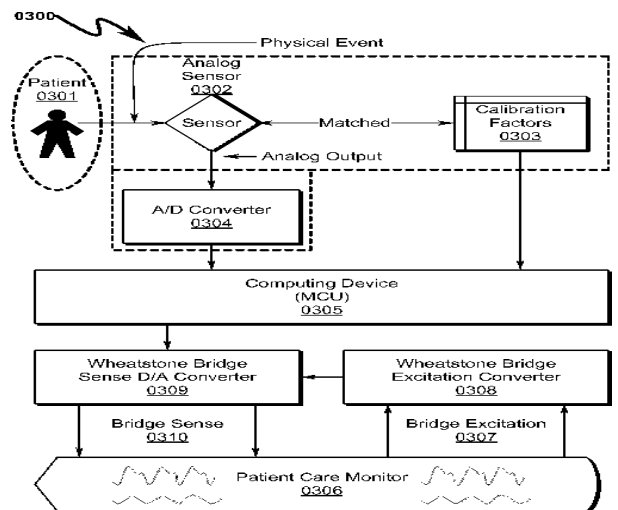 0300
Physical Event
Analog
Sensor
0302
Patient
0301
Sensor
Matched
Calibration
Factors
0303
Analog Output
A/D Converter
0304
Computing Device
(MCU)
0305
Wheatstone Bridge
Sense D/A Converter
0309
Wheatstone Bridge
Excitation Converter
0308
Bridge Sense
0310
Bridge Excitation
0307
Patient Care Monitor
0306